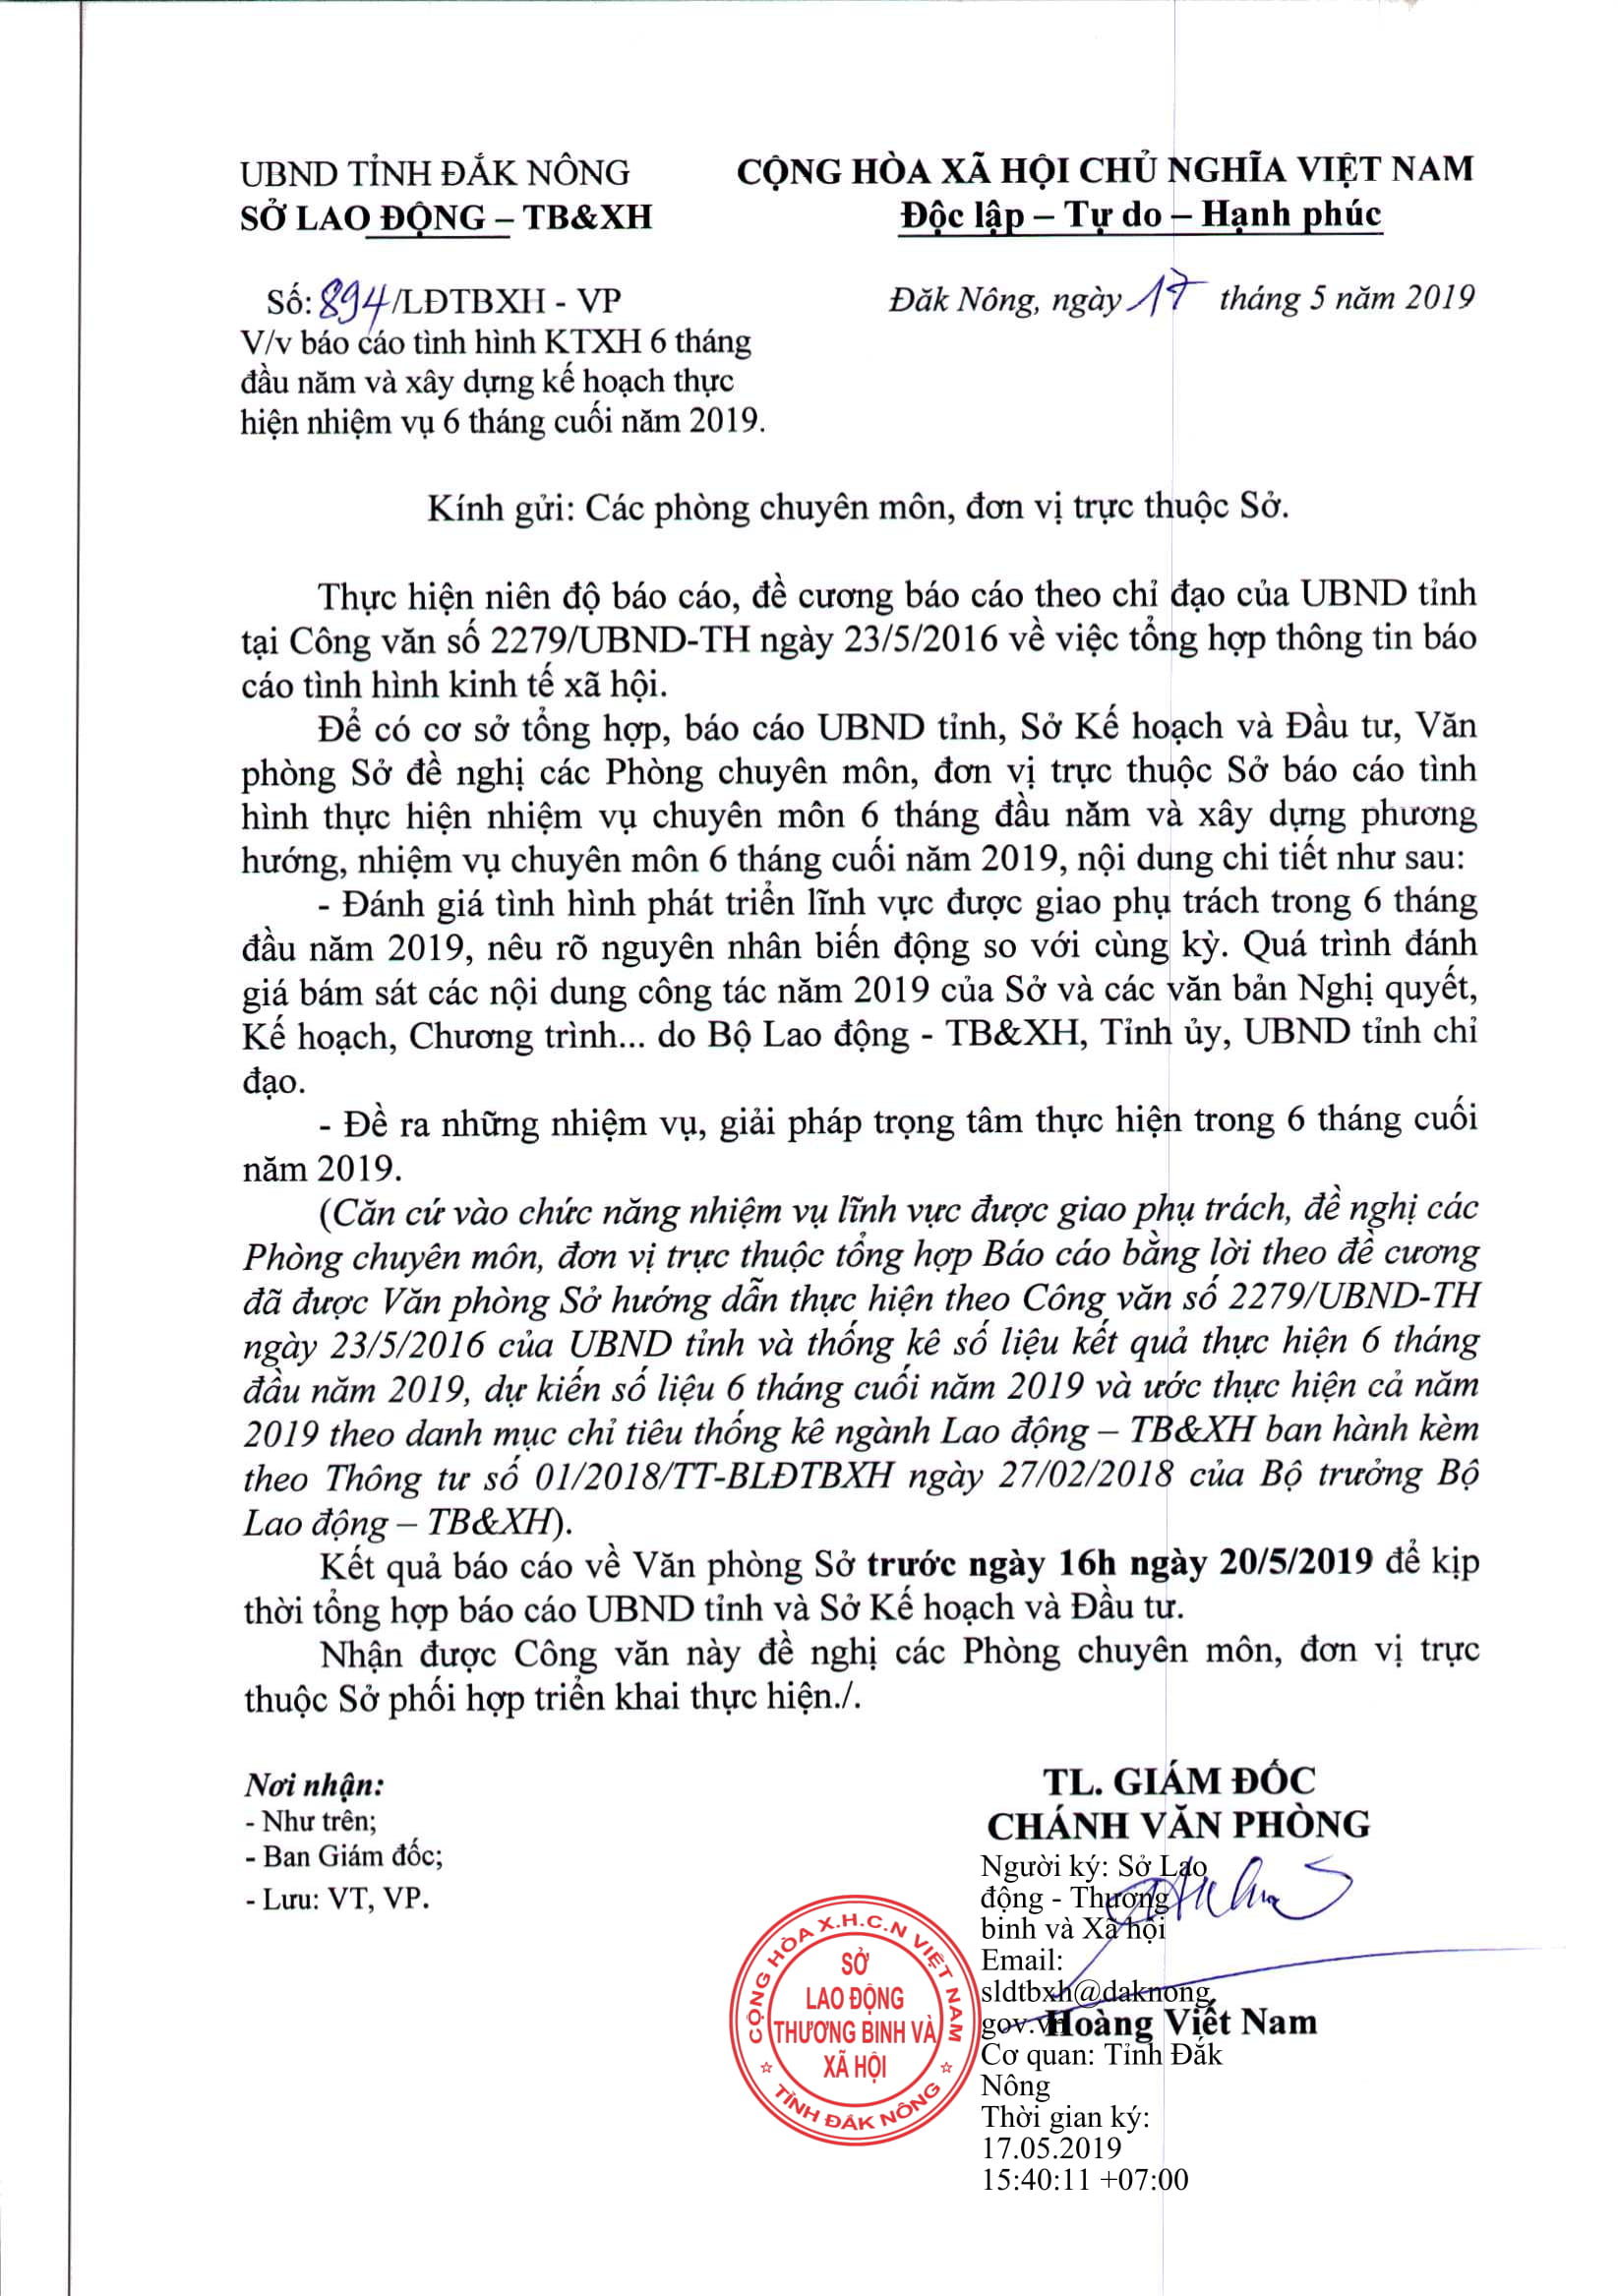 UBND TỈNH ĐẮK NÔNG
SỞ LAO ĐỘNG – TB&XH
CỘNG HÒA XÃ HỘI CHỦ NGHĨA VIỆT NAM
Độc lập – Tự do – Hạnh phúc
Số: 894/LĐTBXH - VP
Đăk Nông, ngày 17 tháng 5 năm 2019
V/v báo cáo tình hình KTXH 6 tháng
đầu năm và xây dựng kế hoạch thực
hiện nhiệm vụ 6 tháng cuối năm 2019.
Kính gửi: Các phòng chuyên môn, đơn vị trực thuộc Sở.
Thực hiện niên độ báo cáo, đề cương báo cáo theo chỉ đạo của UBND tỉnh
tại Công văn số 2279/UBND-TH ngày 23/5/2016 về việc tổng hợp thông tin báo
cáo tình hình kinh tế xã hội.
Để có cơ sở tổng hợp, báo cáo UBND tỉnh, Sở Kế hoạch và Đầu tư, Văn
phòng Sở đề nghị các Phòng chuyên môn, đơn vị trực thuộc Sở báo cáo tình
hình thực hiện nhiệm vụ chuyên môn 6 tháng đầu năm và xây dựng phương
hướng, nhiệm vụ chuyên môn 6 tháng cuối năm 2019, nội dung chi tiết như sau:
- Đánh giá tình hình phát triển lĩnh vực được giao phụ trách trong 6 tháng
đầu năm 2019, nêu rõ nguyên nhân biến động so với cùng kỳ. Quá trình đánh
giá bám sát các nội dung công tác năm 2019 của Sở và các văn bản Nghị quyết,
Kế hoạch, Chương trình... do Bộ Lao động - TB&XH, Tỉnh ủy, UBND tỉnh chỉ
đạo.
- Đề ra những nhiệm vụ, giải pháp trọng tâm thực hiện trong 6 tháng cuối
năm 2019.
(Căn cứ vào chức năng nhiệm vụ lĩnh vực được giao phụ trách, đề nghị các
Phòng chuyên môn, đơn vị trực thuộc tổng hợp Báo cáo bằng lời theo đề cương
đã được Văn phòng Sở hướng dẫn thực hiện theo Công văn số 2279/UBND-TH
ngày 23/5/2016 của UBND tỉnh và thống kê số liệu kết quả thực hiện 6 tháng
đầu năm 2019, dự kiến số liệu 6 tháng cuối năm 2019 và ước thực hiện cả năm
2019 theo danh mục chỉ tiêu thống kê ngành Lao động – TB&XH ban hành kèm
theo Thông tư số 01/2018/TT-BLĐTBXH ngày 27/02/2018 của Bộ trưởng Bộ
Lao động – TB&XH).
Kết quả báo cáo về Văn phòng Sở trước ngày 16h ngày 20/5/2019 để kịp
thời tổng hợp báo cáo UBND tỉnh và Sở Kế hoạch và Đầu tư.
Nhận được Công văn này đề nghị các Phòng chuyên môn, đơn vị trực
thuộc Sở phối hợp triển khai thực hiện./.
Nơi nhận:
- Như trên;
- Ban Giám đốc;
- Lưu: VT, VP.
TL. GIÁM ĐỐC
CHÁNH VĂN PHÒNG
Người ký: Sở Lao
động - Thương
binh và Xã hội
Email:
sldtbxh@daknong.
gov.vn
Hoàng Viết Nam
Cơ quan: Tỉnh Đắk
Nông
Thời gian ký:
17.05.2019
15:40:11 +07:00
CỘNG HÒA X.H.C.N VIỆT NAM
SỞ
LAO ĐỘNG
THƯƠNG BINH VÀ
XÃ HỘI
TỈNH ĐẮK NÔNG